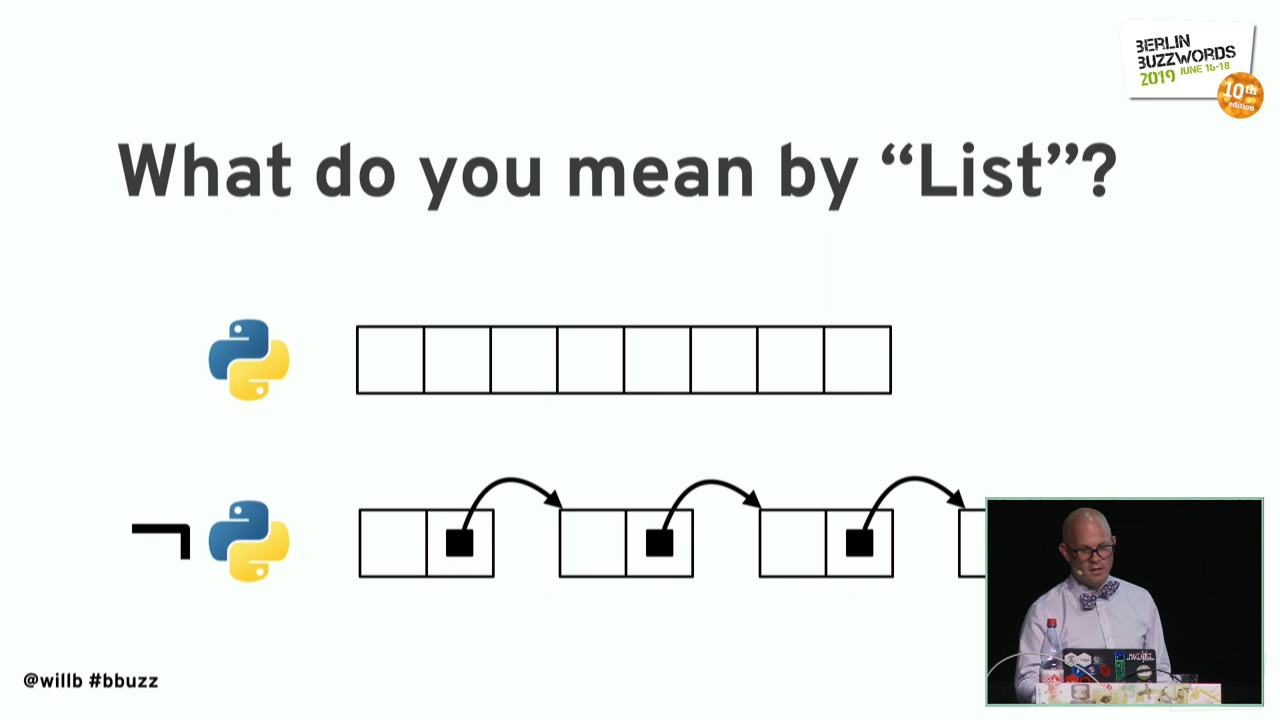 BERLIN
BUZZWORDS
2019 JUNE 16-18
10th
edition
What do you mean by “List”?
¬
@willb #bbuzz